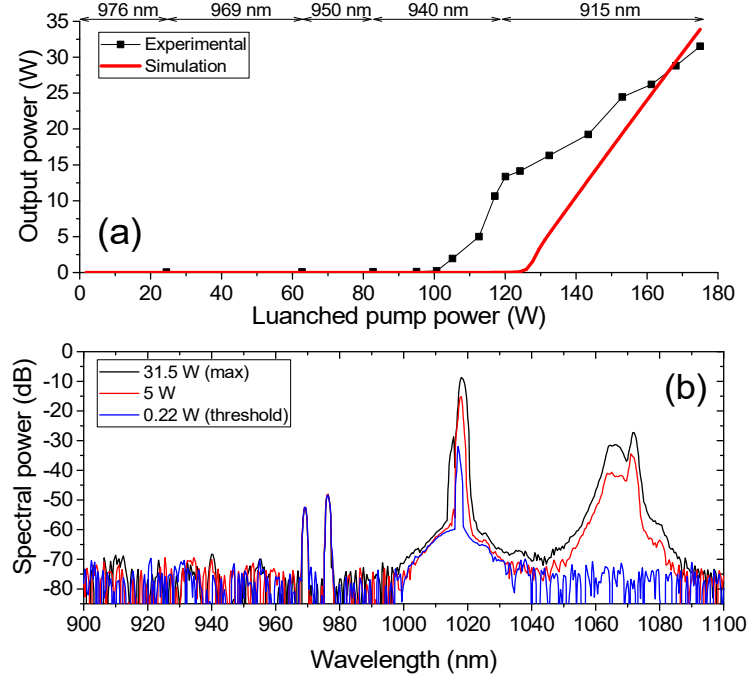 976 nm 969 nm 950 nm 940 nm 915 nm
35
30
25
20
15
10
5
0
Output power (W)
Experimental
Simulation
(a)
0 20 40 60 80 100 120 140 160 180
Luanched pump power (W)
0
-10
-20
-30
-40
-50
-60
-70
-80
Spectral power (dB)
31.5 W (max)
5 W
0.22 W (threshold)
(b)
900 920 940 960 980 1000 1020 1040 1060 1080 1100
Wavelength (nm)